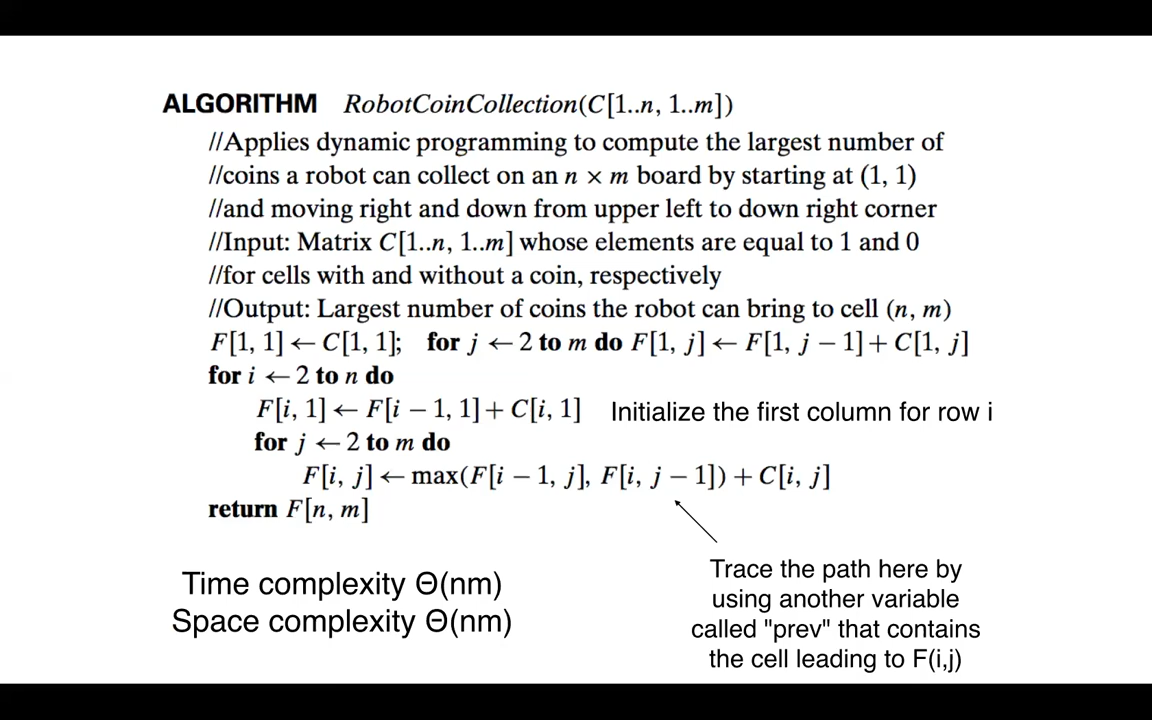 ALGORITHM RobotCoinCollection(C[1..n, 1..m])
//Applies dynamic programming to compute the largest number of
//coins a robot can collect on an n × m board by starting at (1, 1)
//and moving right and down from upper left to down right corner
//Input: Matrix C[1..n, 1..m] whose elements are equal to 1 and 0
//for cells with and without a coin, respectively
//Output: Largest number of coins the robot can bring to cell (n, m)
F[1, 1] ← C[1, 1]; for j ← 2 to m do F[1, j] ← F[1, j − 1] + C[1, j]
for i ← 2 to n do
F[i, 1] ← F[i − 1, 1] + C[i, 1] Initialize the first column for row i
for j ← 2 to m do
F[i, j] ← max(F[i − 1, j], F[i, j − 1]) + C[i, j]
return F[n, m]
Time complexity Θ(nm)
Space complexity Θ(nm)
Trace the path here by
using another variable
called "prev" that contains
the cell leading to F(i,j)